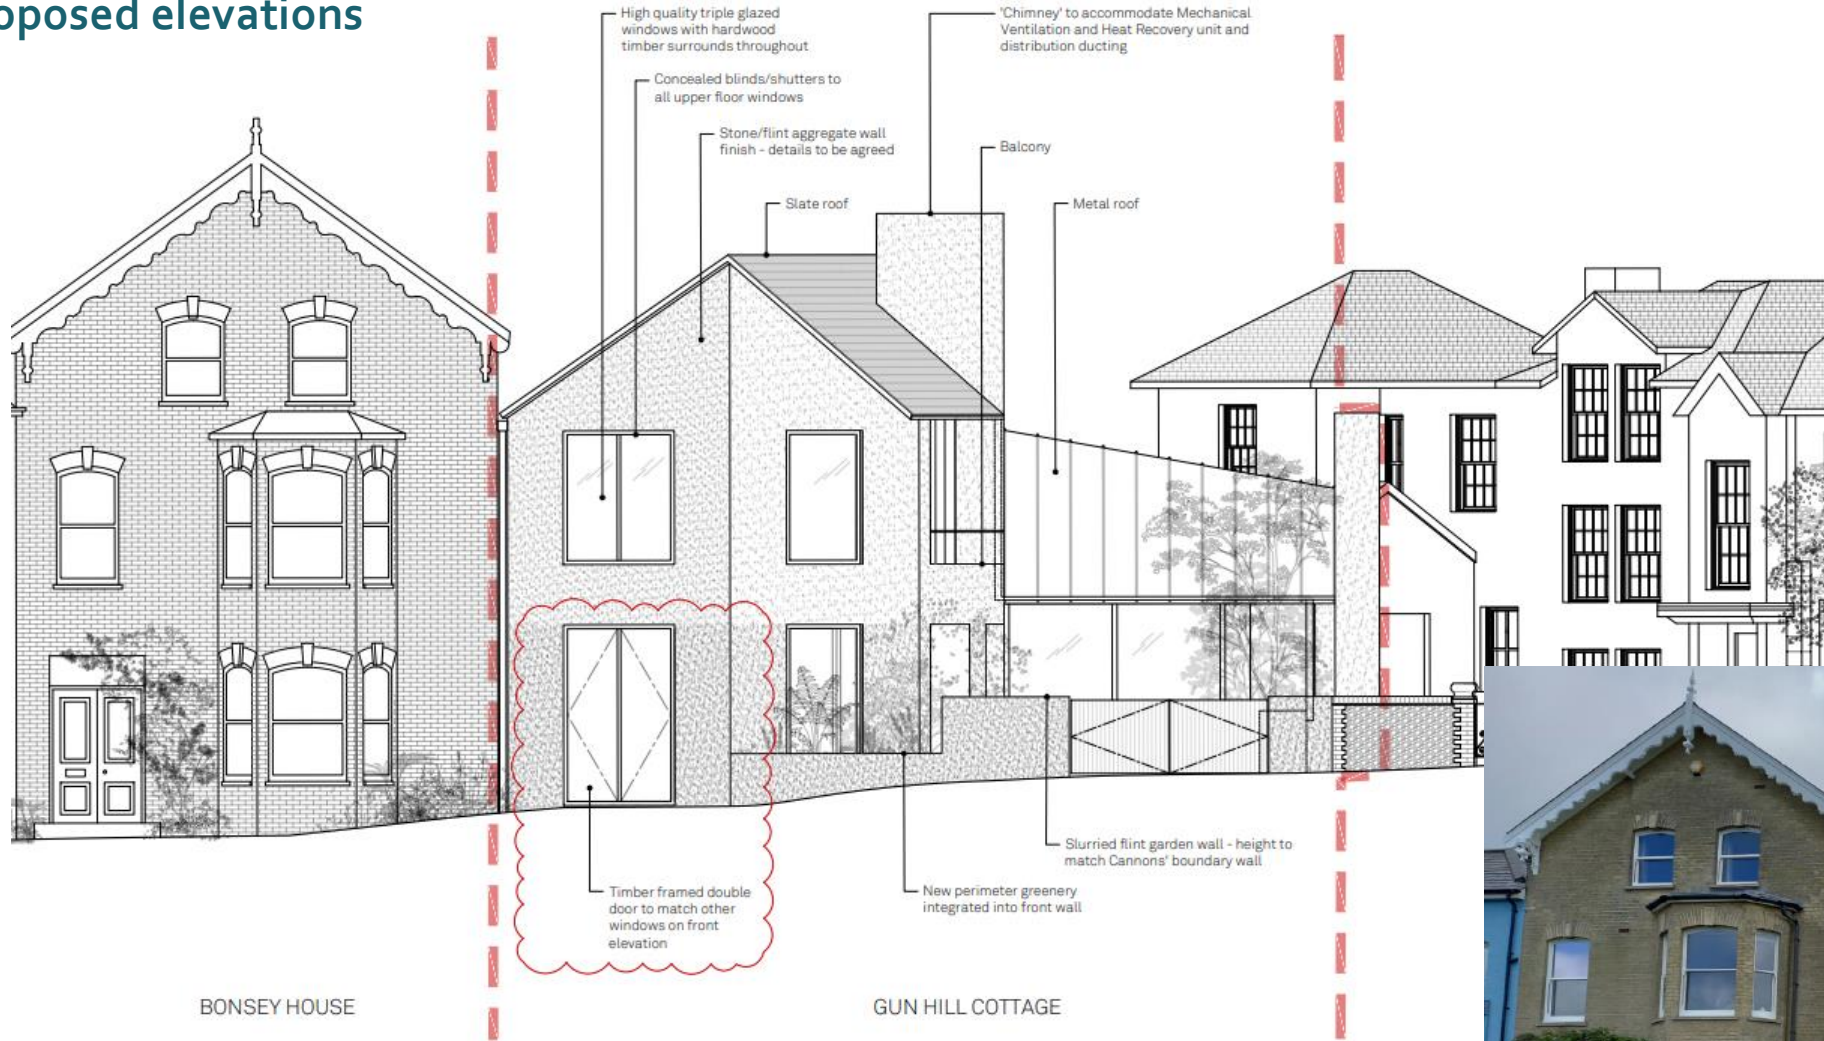 oposed elevations
High quality triple glazed
windows with hardwood
timber surrounds throughout
'Chimney' to accommodate Mechanical
Ventilation and Heat Recovery unit and
distribution ducting
Concealed blinds/shutters to
all upper floor windows
Stone/flint aggregate wall
finish - details to be agreed
Balcony
Slate roof
Metal roof
Slurried flint garden wall - height to
match Cannons' boundary wall
Timber framed double
door to match other
windows on front
elevation
New perimeter greenery
integrated into front wall
BONSEY HOUSE
GUN HILL COTTAGE